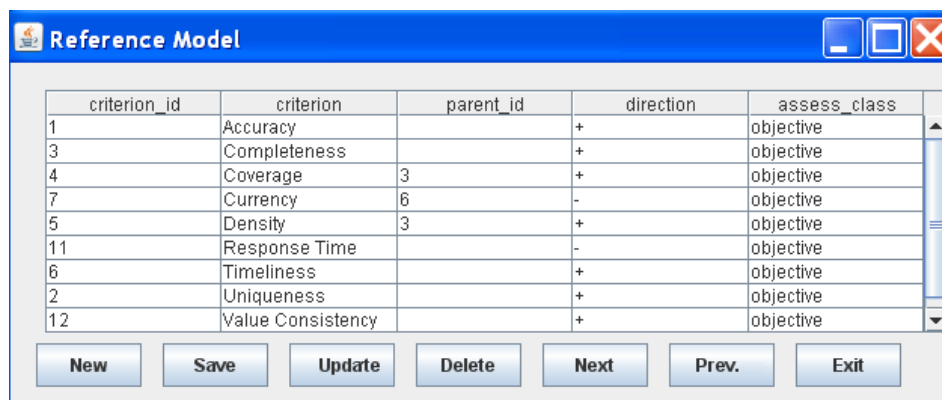 Reference Model
criterion_id criterion parent_id direction assess_class
1 Accuracy + objective
3 Completeness + objective
4 Coverage 3 + objective
7 Currency 6 - objective
5 Density 3 + objective
11 Response Time - objective
6 Timeliness + objective
2 Uniqueness + objective
12 Value Consistency + objective
New Save Update Delete Next Prev. Exit